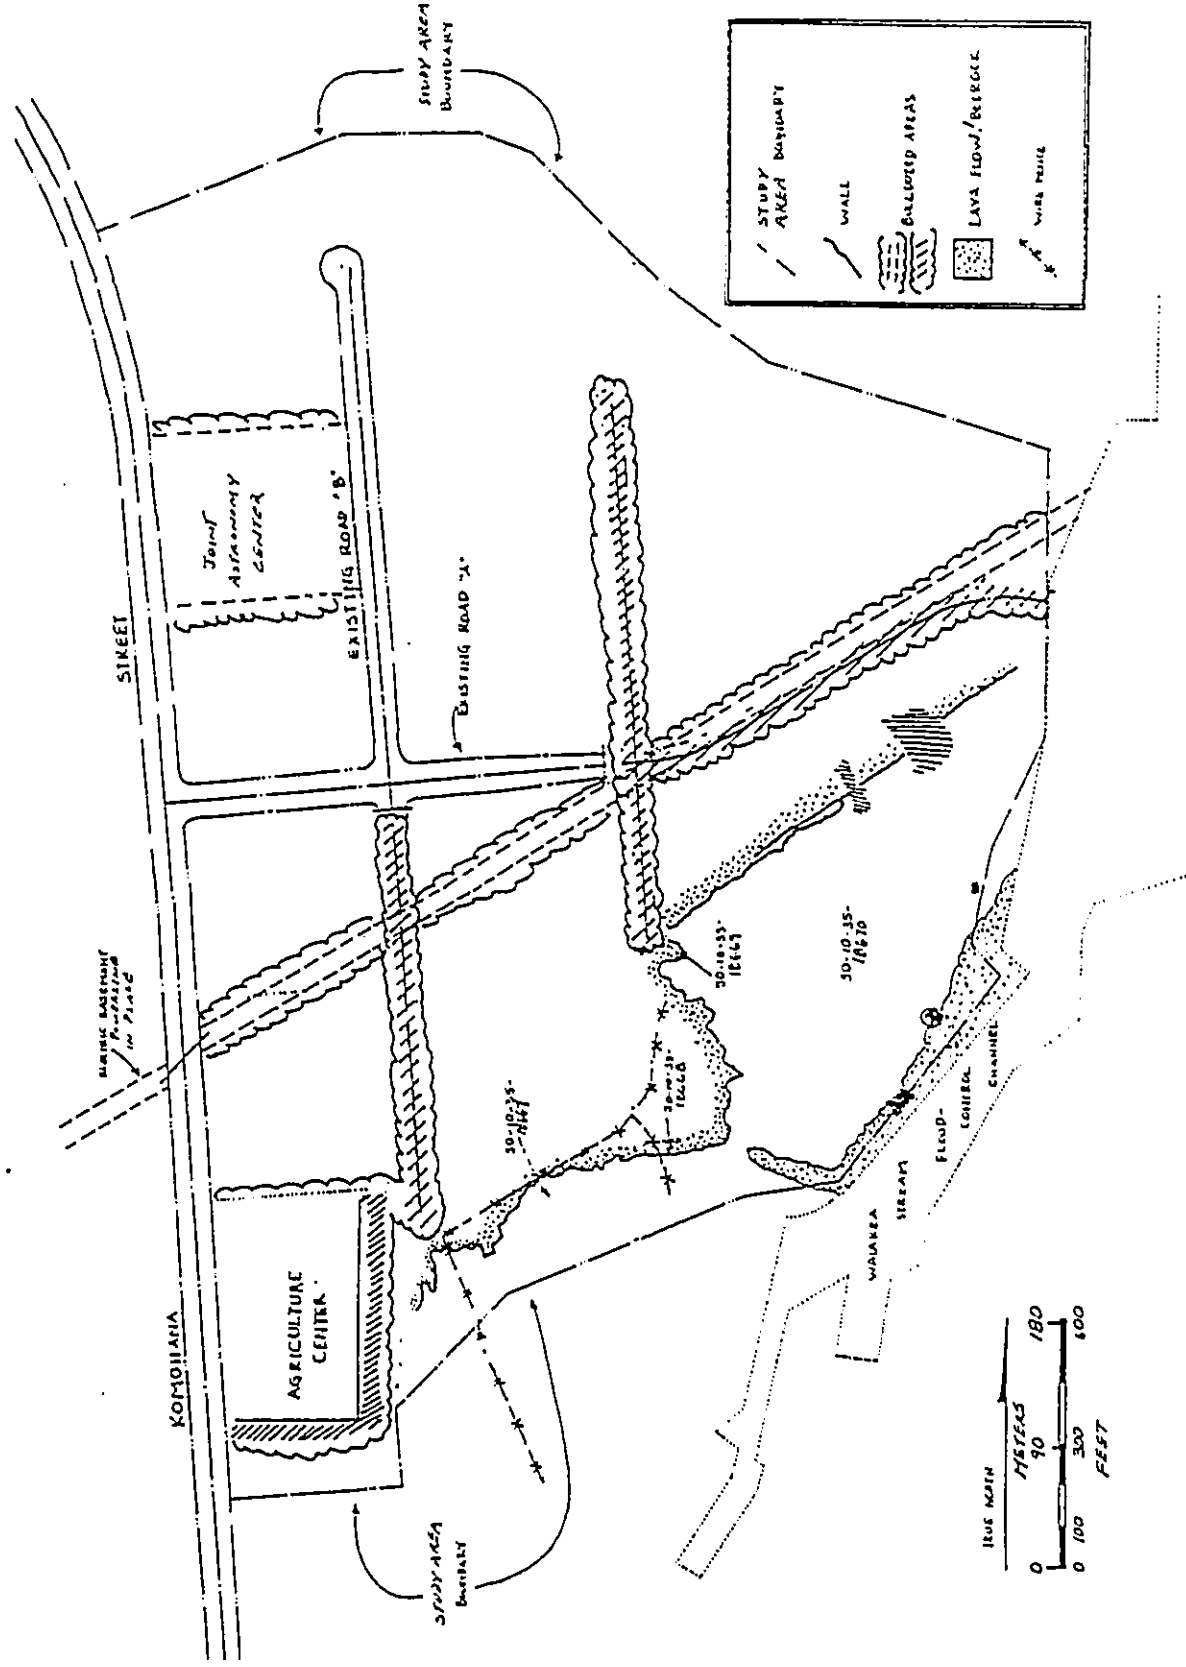 STUDY AREA
BOUNDARY
STREET
KOMOHANA
JOINT
ASTRONOMY
CENTER
EXISTING ROAD "B"
EXISTING ROAD "A"
EASEMENT
IN PLACE
AGRICULTURE
CENTER
50-10-35-
18667
50-10-35-
18668
50-10-35-
18669
50-10-35-
18670
WAIAKEA
STREAM
FLOOD-
CONTROL
CHANNEL
STUDY AREA
BOUNDARY
STUDY
AREA BOUNDARY
WALL
BULLDOZED AREAS
LAVA FLOW/BEDROCK
WIRE FENCE
TRUE NORTH
METERS
0 90 180
0 100 300 600
FEET